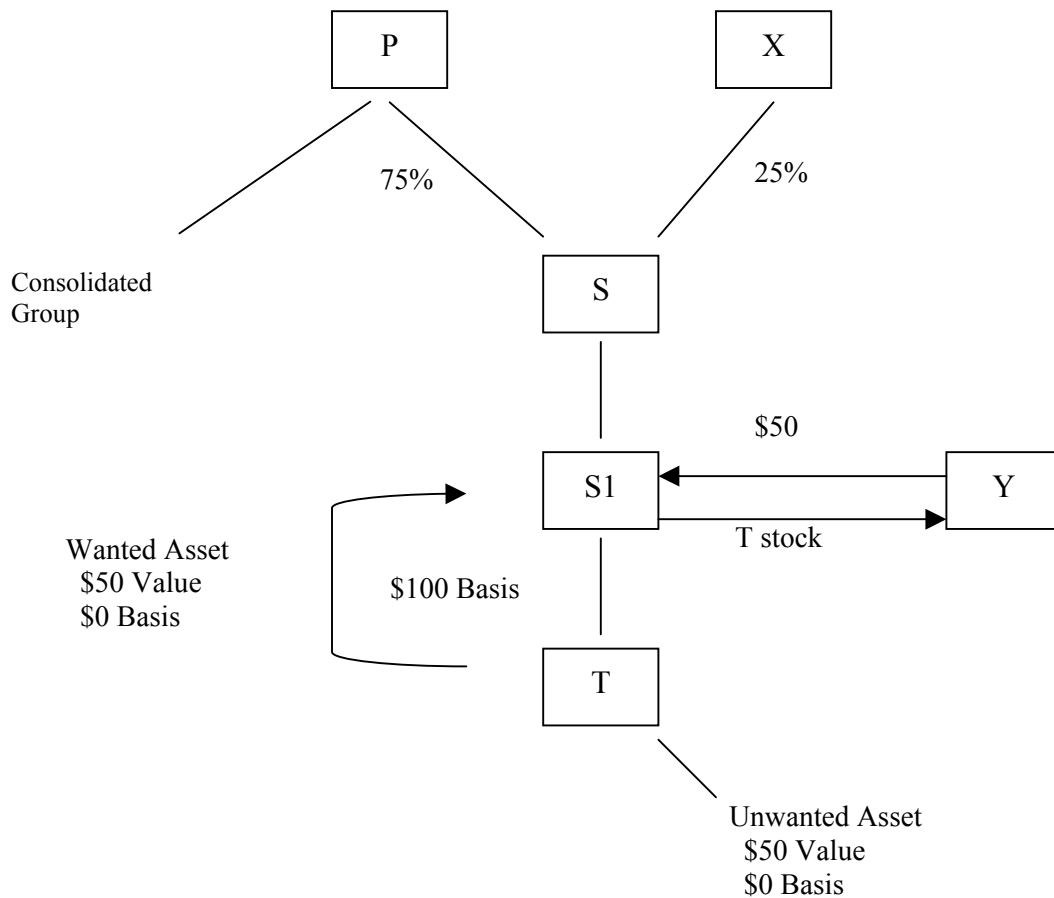 P
X
75%
25%
Consolidated
Group
S
$50
S1
Y
T stock
Wanted Asset
$50 Value
$0 Basis
$100 Basis
T
Unwanted Asset
$50 Value
$0 Basis